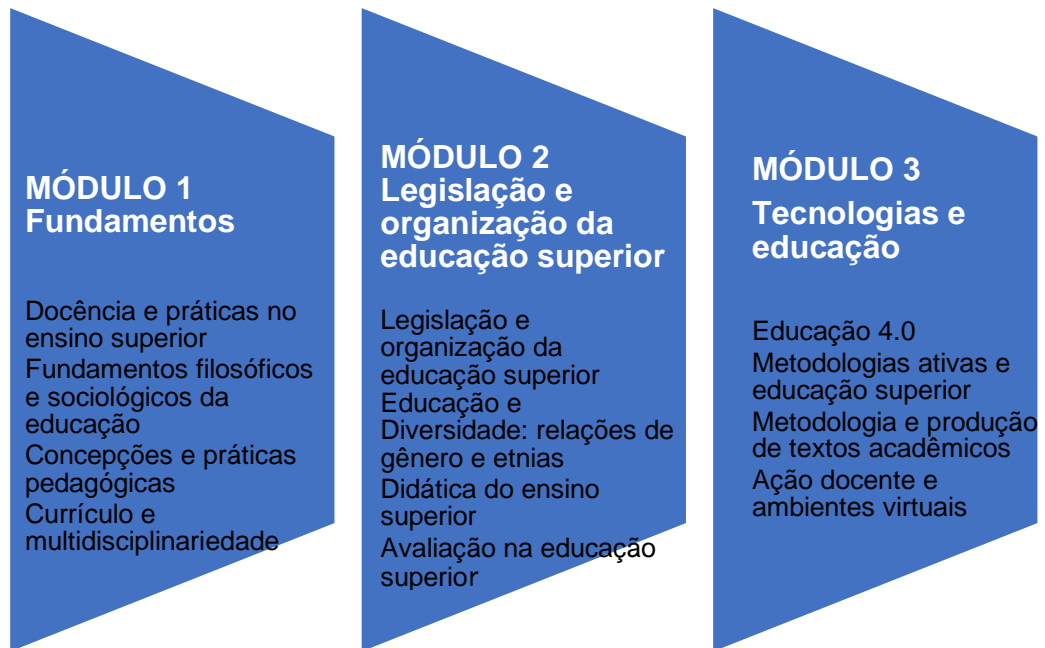 MÓDULO 1
Fundamentos
Docência e práticas no
ensino superior
Fundamentos filosóficos
e sociológicos da
educação
Concepções e práticas
pedagógicas
Currículo e
multidisciplinariedade
MÓDULO 2
Legislação e
organização da
educação superior
Legislação e
organização da
educação superior
Educação e
Diversidade: relações de
gênero e etnias
Didática do ensino
superior
Avaliação na educação
superior
MÓDULO 3
Tecnologias e
educação
Educação 4.0
Metodologias ativas e
educação superior
Metodologia e produção
de textos acadêmicos
Ação docente e
ambientes virtuais